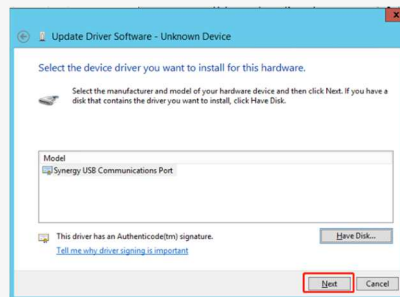 Update Driver Software - Unknown Device
Select the device driver you want to install for this hardware.
Select the manufacturer and model of your hardware device and then click Next. If you have a
disk that contains the driver you want to install, click Have Disk.
Model
Synergy USB Communications Port
This driver has an Authenticode(tm) signature.
Have Disk...
Tell me why driver signing is important
Next
Cancel